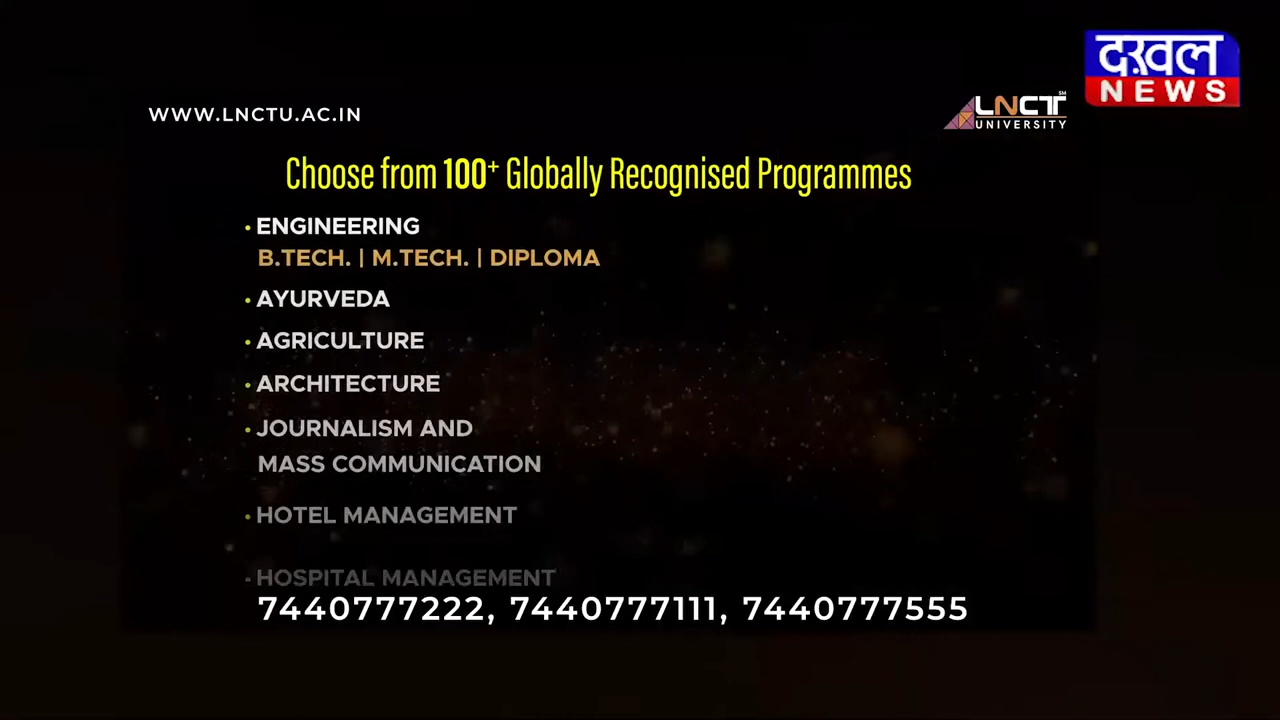 दख़ल
NEWS
WWW.LNCTU.AC.IN
LNCT SM
UNIVERSITY
Choose from 100+ Globally Recognised Programmes
• ENGINEERING
B.TECH. | M.TECH. | DIPLOMA
• AYURVEDA
• AGRICULTURE
• ARCHITECTURE
• JOURNALISM AND
MASS COMMUNICATION
• HOTEL MANAGEMENT
• HOSPITAL MANAGEMENT
7440777222, 7440777111, 7440777555